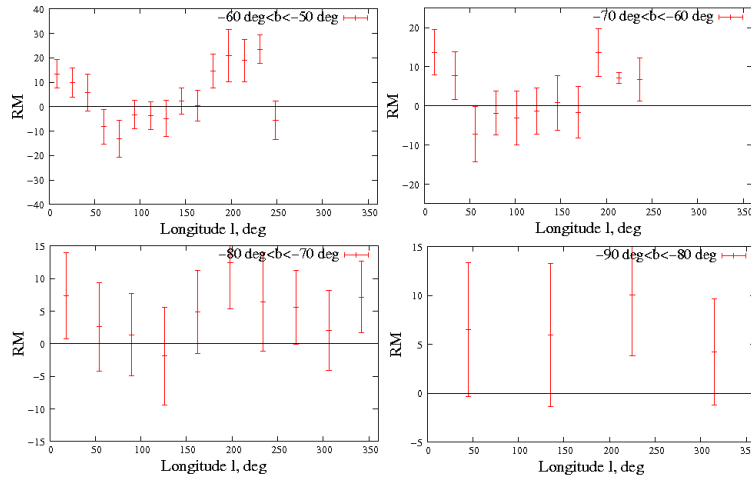 −60 deg<b<−50 deg
RM
40
30
20
10
0
−10
−20
−30
−40
0 50 100 150 200 250 300 350
Longitude l, deg
−70 deg<b<−60 deg
RM
20
10
0
−10
−20
0 50 100 150 200 250 300 350
Longitude l, deg
−80 deg<b<−70 deg
RM
15
10
5
0
−5
−10
−15
0 50 100 150 200 250 300 350
Longitude l, deg
−90 deg<b<−80 deg
RM
15
10
5
0
−5
0 50 100 150 200 250 300 350
Longitude l, deg